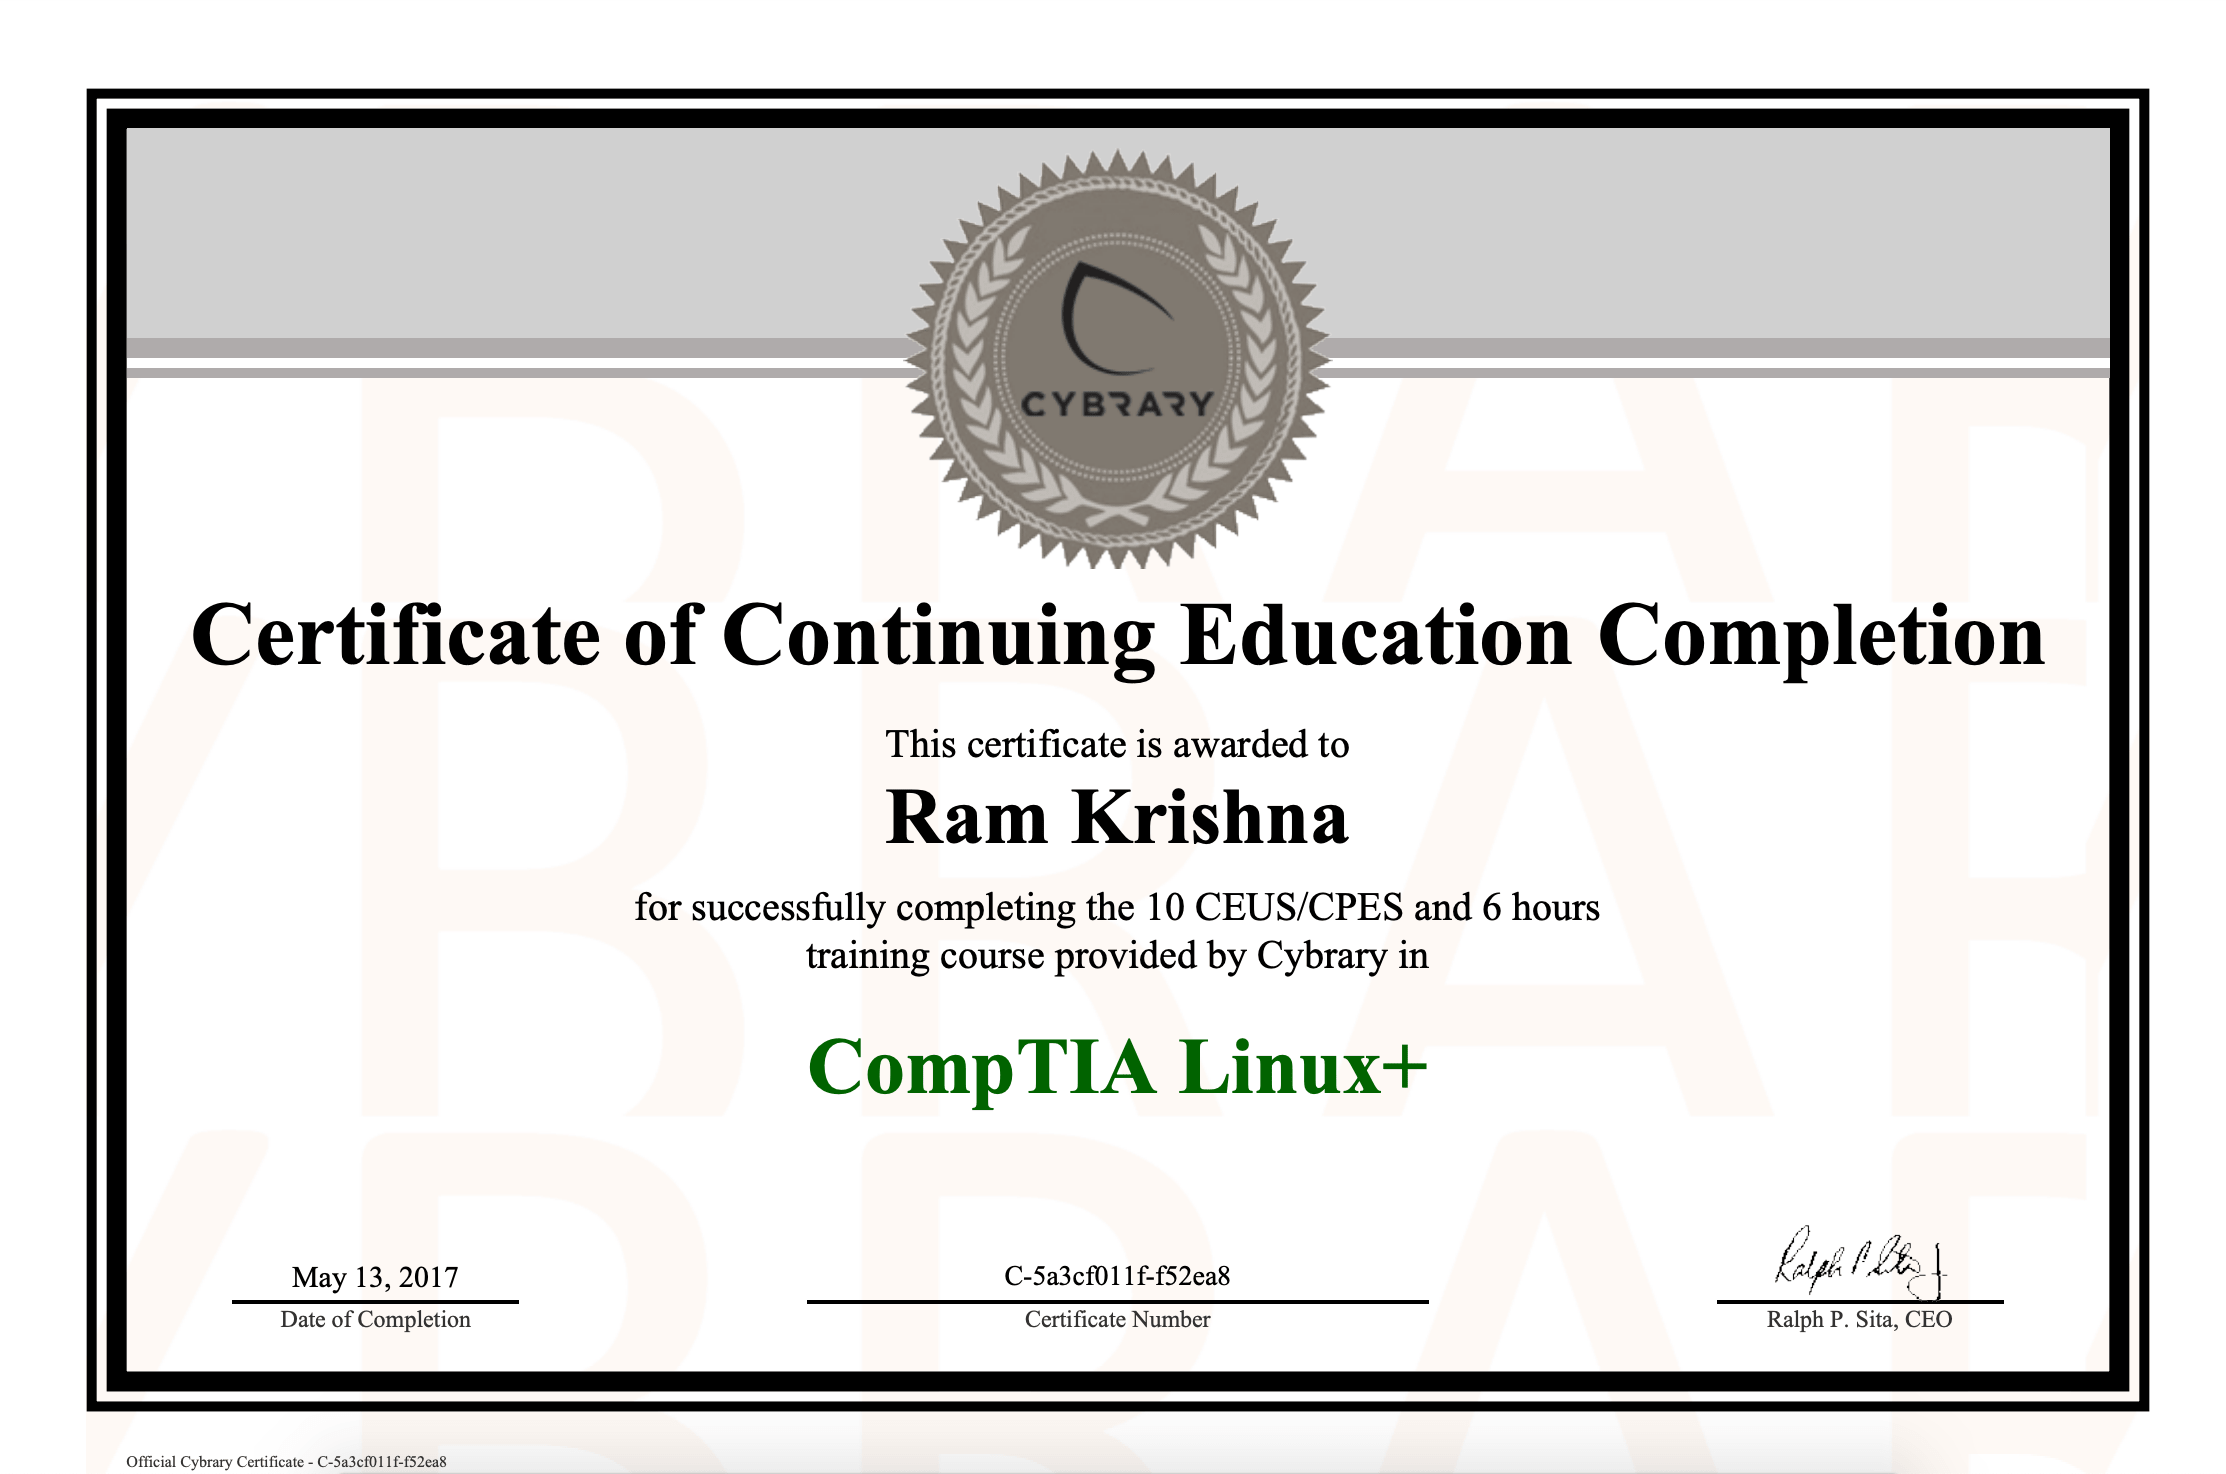 CYBRARY
Certificate of Continuing Education Completion
This certificate is awarded to
Ram Krishna
for successfully completing the 10 CEUS/CPES and 6 hours
training course provided by Cybrary in
CompTIA Linux+
May 13, 2017
Date of Completion
C-5a3cf011f-f52ea8
Certificate Number
Ralph P. Sita, CEO
Official Cybrary Certificate - C-5a3cf011f-f52ea8